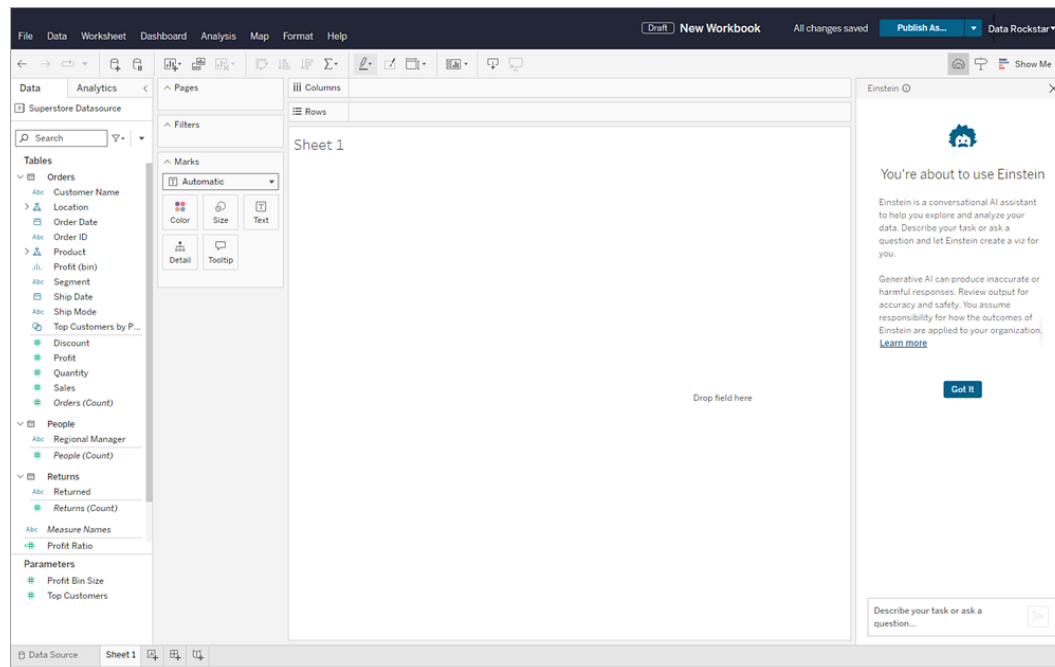 File Data Worksheet Dashboard Analysis Map Format Help
Draft New Workbook All changes saved Publish As... Data Rockstar
Show Me
Data Analytics
Superstore Datasource
Search
Tables
Orders
Abc Customer Name
Location
Order Date
Abc Order ID
Product
Profit (bin)
Abc Segment
Ship Date
Abc Ship Mode
Top Customers by P...
Discount
Profit
Quantity
Sales
Orders (Count)
People
Abc Regional Manager
People (Count)
Returns
Abc Returned
Returns (Count)
Abc Measure Names
Profit Ratio
Parameters
Profit Bin Size
Top Customers
Pages
Filters
Marks
Automatic
Color Size Text
Detail Tooltip
Columns
Rows
Sheet 1
Drop field here
Einstein
You're about to use Einstein
Einstein is a conversational AI assistant
to help you explore and analyze your
data. Describe your task or ask a
question and let Einstein create a viz for
you.
Generative AI can produce inaccurate or
harmful responses. Review output for
accuracy and safety. You assume
responsibility for how the outcomes of
Einstein are applied to your organization.
Learn more
Got It
Describe your task or ask a
question...
Data Source Sheet 1